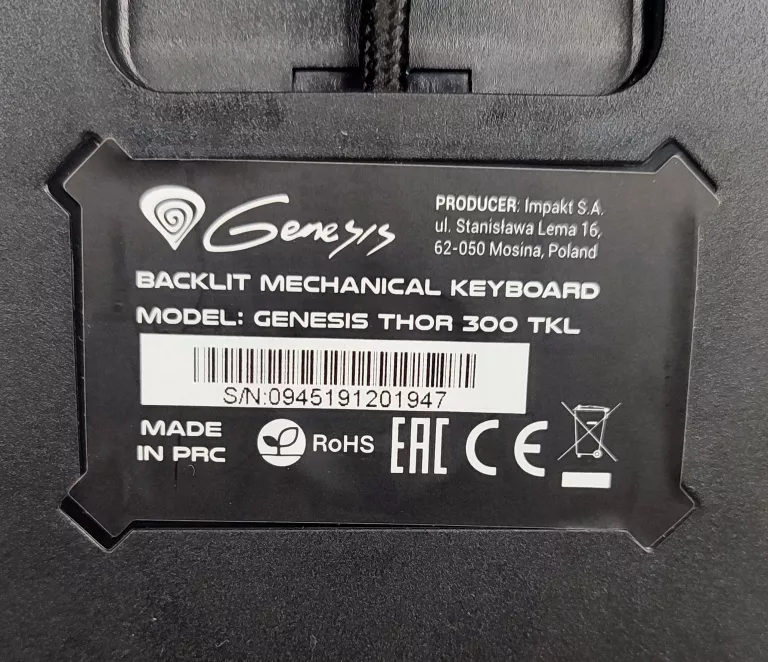 Genesis
PRODUCER: Impakt S.A.
ul. Stanisława Lema 16,
62-050 Mosina, Poland
BACKLIT MECHANICAL KEYBOARD
MODEL: GENESIS THOR 300 TKL
S/N:0945191201947
MADE
IN PRC
RoHS
EAC
CE